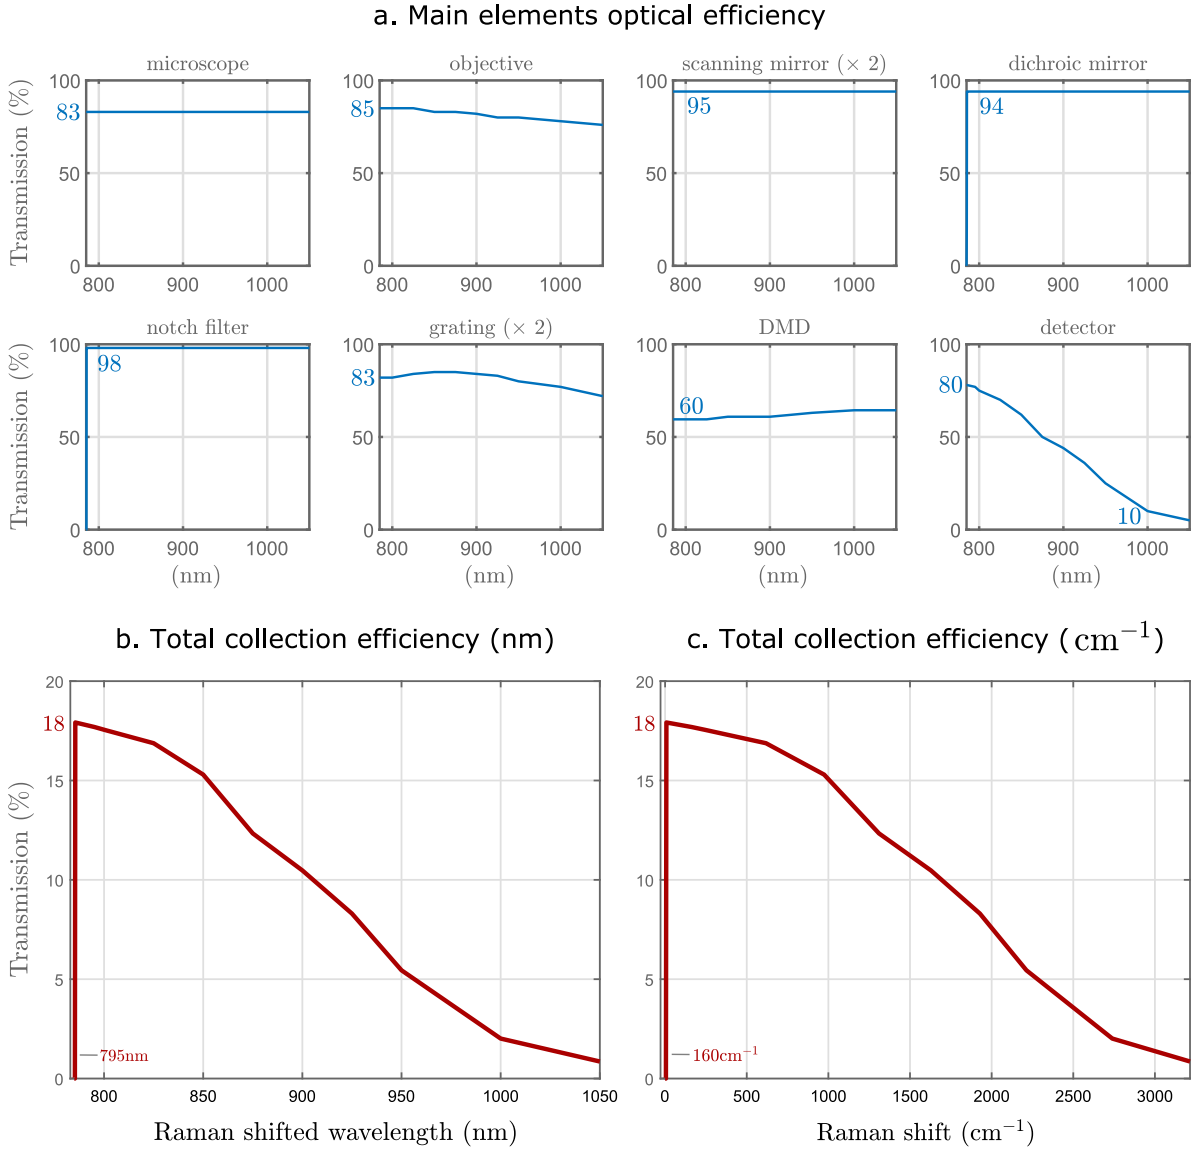 a. Main elements optical efficiency
microscope
objective
scanning mirror (× 2)
dichroic mirror
Transmission (%)
100
50
0
83
800 900 1000
100
50
0
85
800 900 1000
100
50
0
95
800 900 1000
100
50
0
94
800 900 1000
notch filter
grating (× 2)
DMD
detector
Transmission (%)
100
50
0
98
800 900 1000
(nm)
100
50
0
83
800 900 1000
(nm)
100
50
0
60
800 900 1000
(nm)
100
50
0
80
10
800 900 1000
(nm)
b. Total collection efficiency (nm)
Transmission (%)
20
18
15
10
5
0
795nm
800 850 900 950 1000 1050
Raman shifted wavelength (nm)
c. Total collection efficiency (cm⁻¹)
20
18
15
10
5
0
160cm⁻¹
0 500 1000 1500 2000 2500 3000
Raman shift (cm⁻¹)